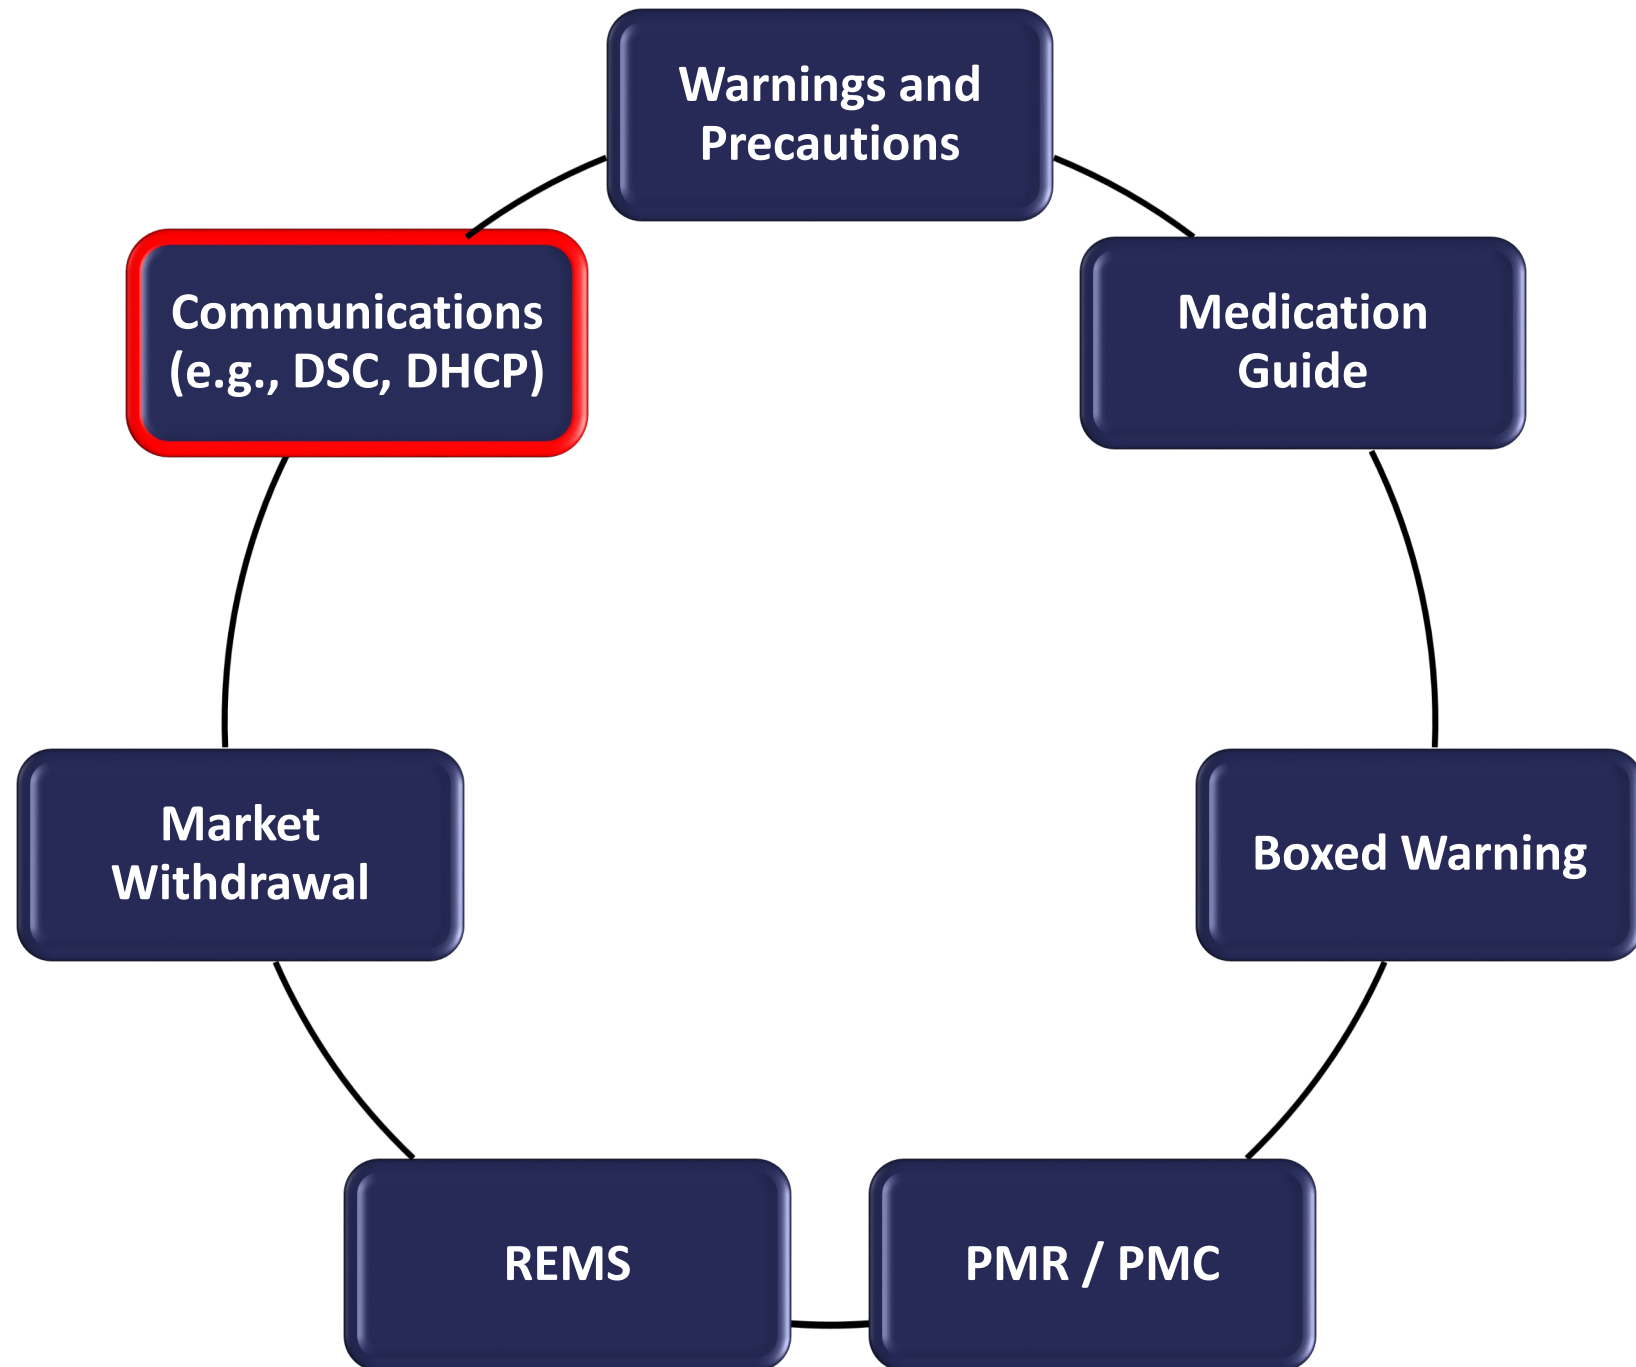 Warnings and
Precautions
Communications
(e.g., DSC, DHCP)
Medication
Guide
Market
Withdrawal
Boxed Warning
REMS
PMR / PMC